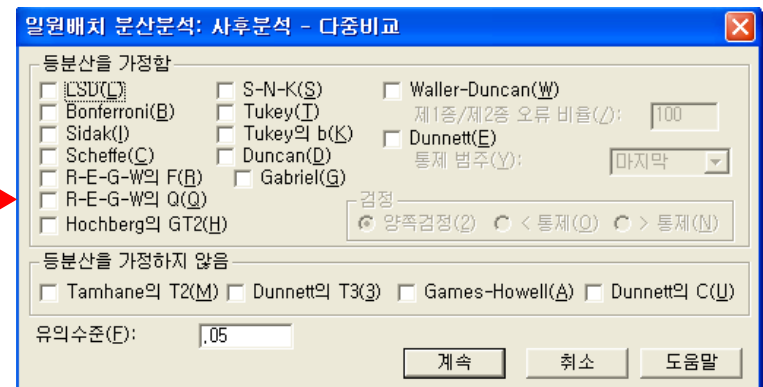 일원배치 분산분석: 사후분석 - 다중비교
등분산을 가정함
LSD(L) S-N-K(S) Waller-Duncan(W)
Bonferroni(B) Tukey(T) 제1종/제2종 오류 비율(/): 100
Sidak(I) Tukey의 b(K) Dunnett(E)
Scheffe(C) Duncan(D) 통제 범주(Y): 마지막
R-E-G-W의 F(R) Gabriel(G)
R-E-G-W의 Q(Q) 검정
Hochberg의 GT2(H) 양쪽검정(2) < 통제(O) > 통제(N)
등분산을 가정하지 않음
Tamhane의 T2(M) Dunnett의 T3(3) Games-Howell(A) Dunnett의 C(U)
유의수준(F): ,05
계속 취소 도움말